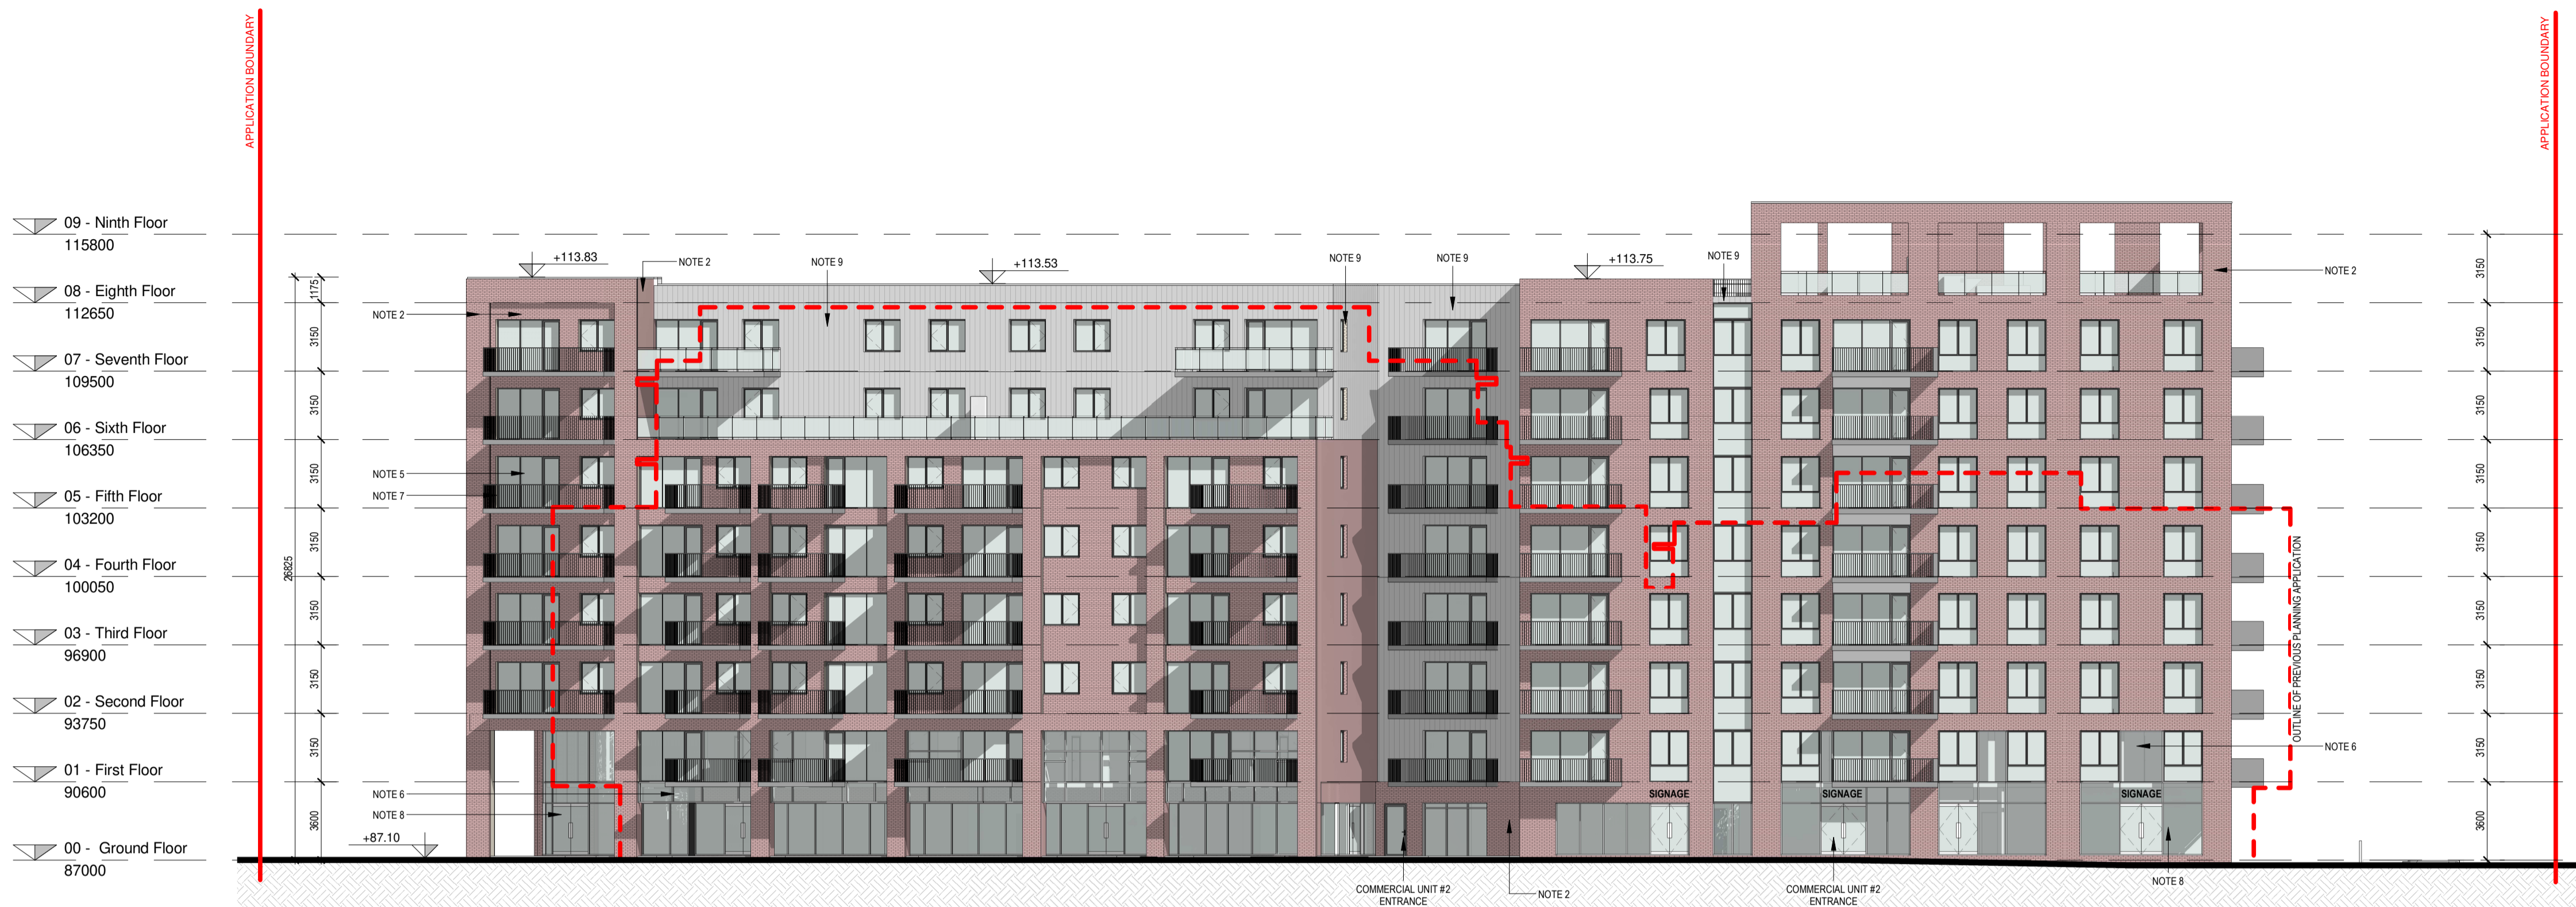 APPLICATION BOUNDARY
APPLICATION BOUNDARY
09 - Ninth Floor
115800
08 - Eighth Floor
112650
07 - Seventh Floor
109500
06 - Sixth Floor
106350
05 - Fifth Floor
103200
04 - Fourth Floor
100050
03 - Third Floor
96900
02 - Second Floor
93750
01 - First Floor
90600
00 - Ground Floor
87000
26825
1175
3150
3150
3150
3150
3150
3150
3150
3600
+113.83
NOTE 2
NOTE 9
+113.53
NOTE 9
NOTE 9
+113.75
NOTE 9
NOTE 2
NOTE 2
NOTE 5
NOTE 7
NOTE 6
NOTE 8
+87.10
SIGNAGE
SIGNAGE
SIGNAGE
OUTLINE OF PREVIOUS PLANNING APPLICATION
NOTE 6
3150
3150
3150
3150
3150
3150
3150
3150
3600
COMMERCIAL UNIT #2
ENTRANCE
NOTE 2
COMMERCIAL UNIT #2
ENTRANCE
NOTE 8